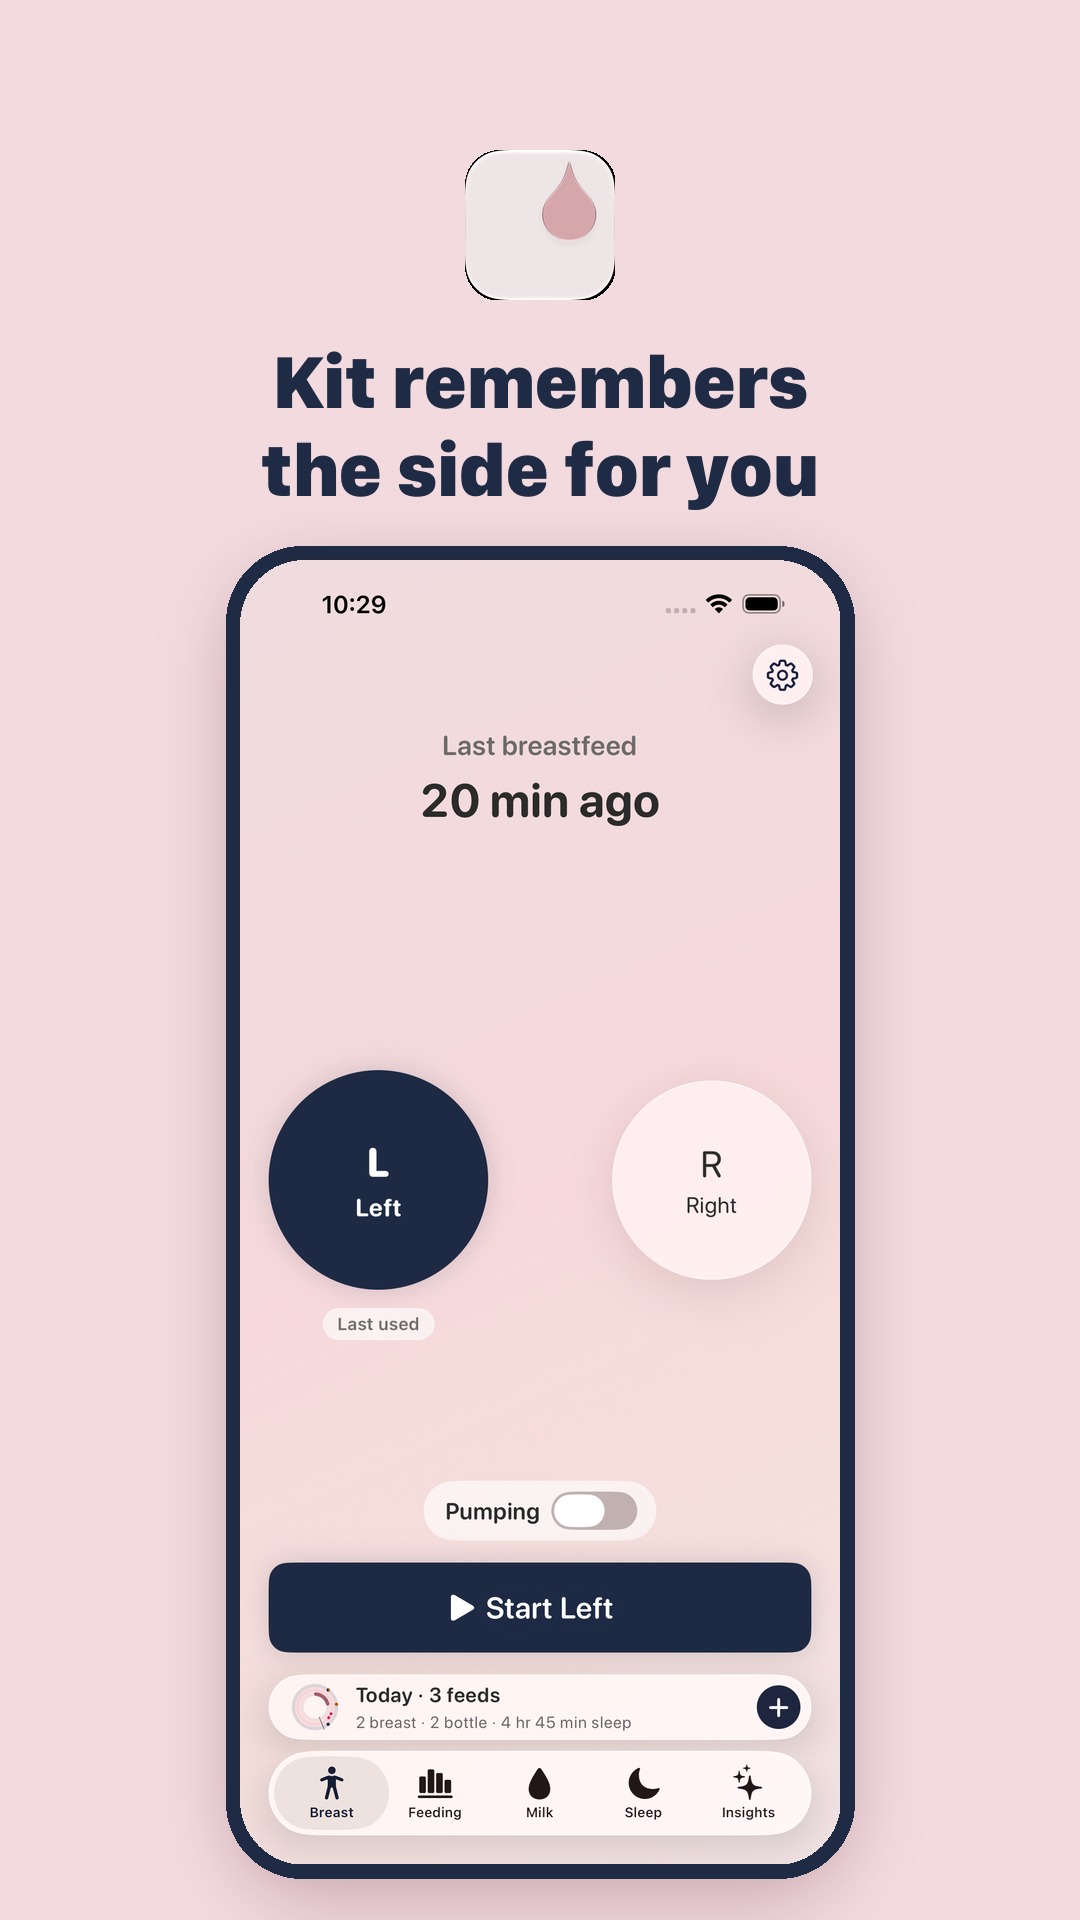 Kit remembers
the side for you
10:29
Last breastfeed
20 min ago
L
Left
R
Right
Last used
Pumping
Start Left
Today · 3 feeds
2 breast · 2 bottle · 4 hr 45 min sleep
Breast
Feeding
Milk
Sleep
Insights